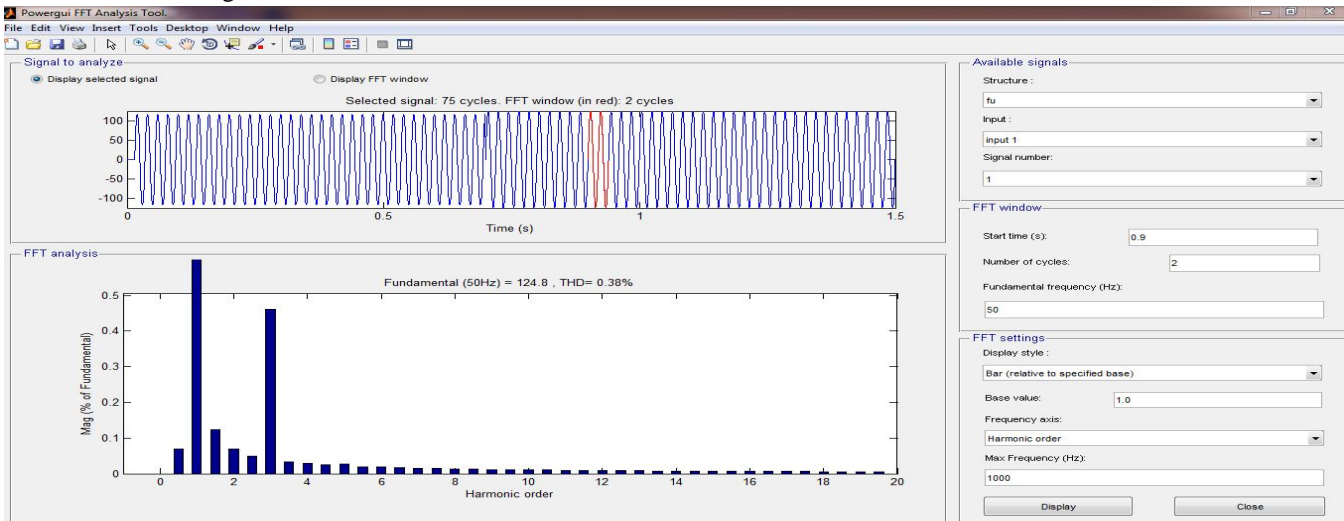 Powergui FFT Analysis Tool.
File Edit View Insert Tools Desktop Window Help
Signal to analyze
Display selected signal
Display FFT window
Selected signal: 75 cycles. FFT window (in red): 2 cycles
100
50
0
-50
-100
0
0.5
1
1.5
Time (s)
FFT analysis
Fundamental (50Hz) = 124.8 , THD= 0.38%
0.5
0.4
0.3
0.2
0.1
0
Mag (% of Fundamental)
0 2 4 6 8 10 12 14 16 18 20
Harmonic order
Available signals
Structure :
fu
Input :
input 1
Signal number:
1
FFT window
Start time (s): 0.9
Number of cycles: 2
Fundamental frequency (Hz):
50
FFT settings
Display style :
Bar (relative to specified base)
Base value: 1.0
Frequency axis:
Harmonic order
Max Frequency (Hz):
1000
Display
Close